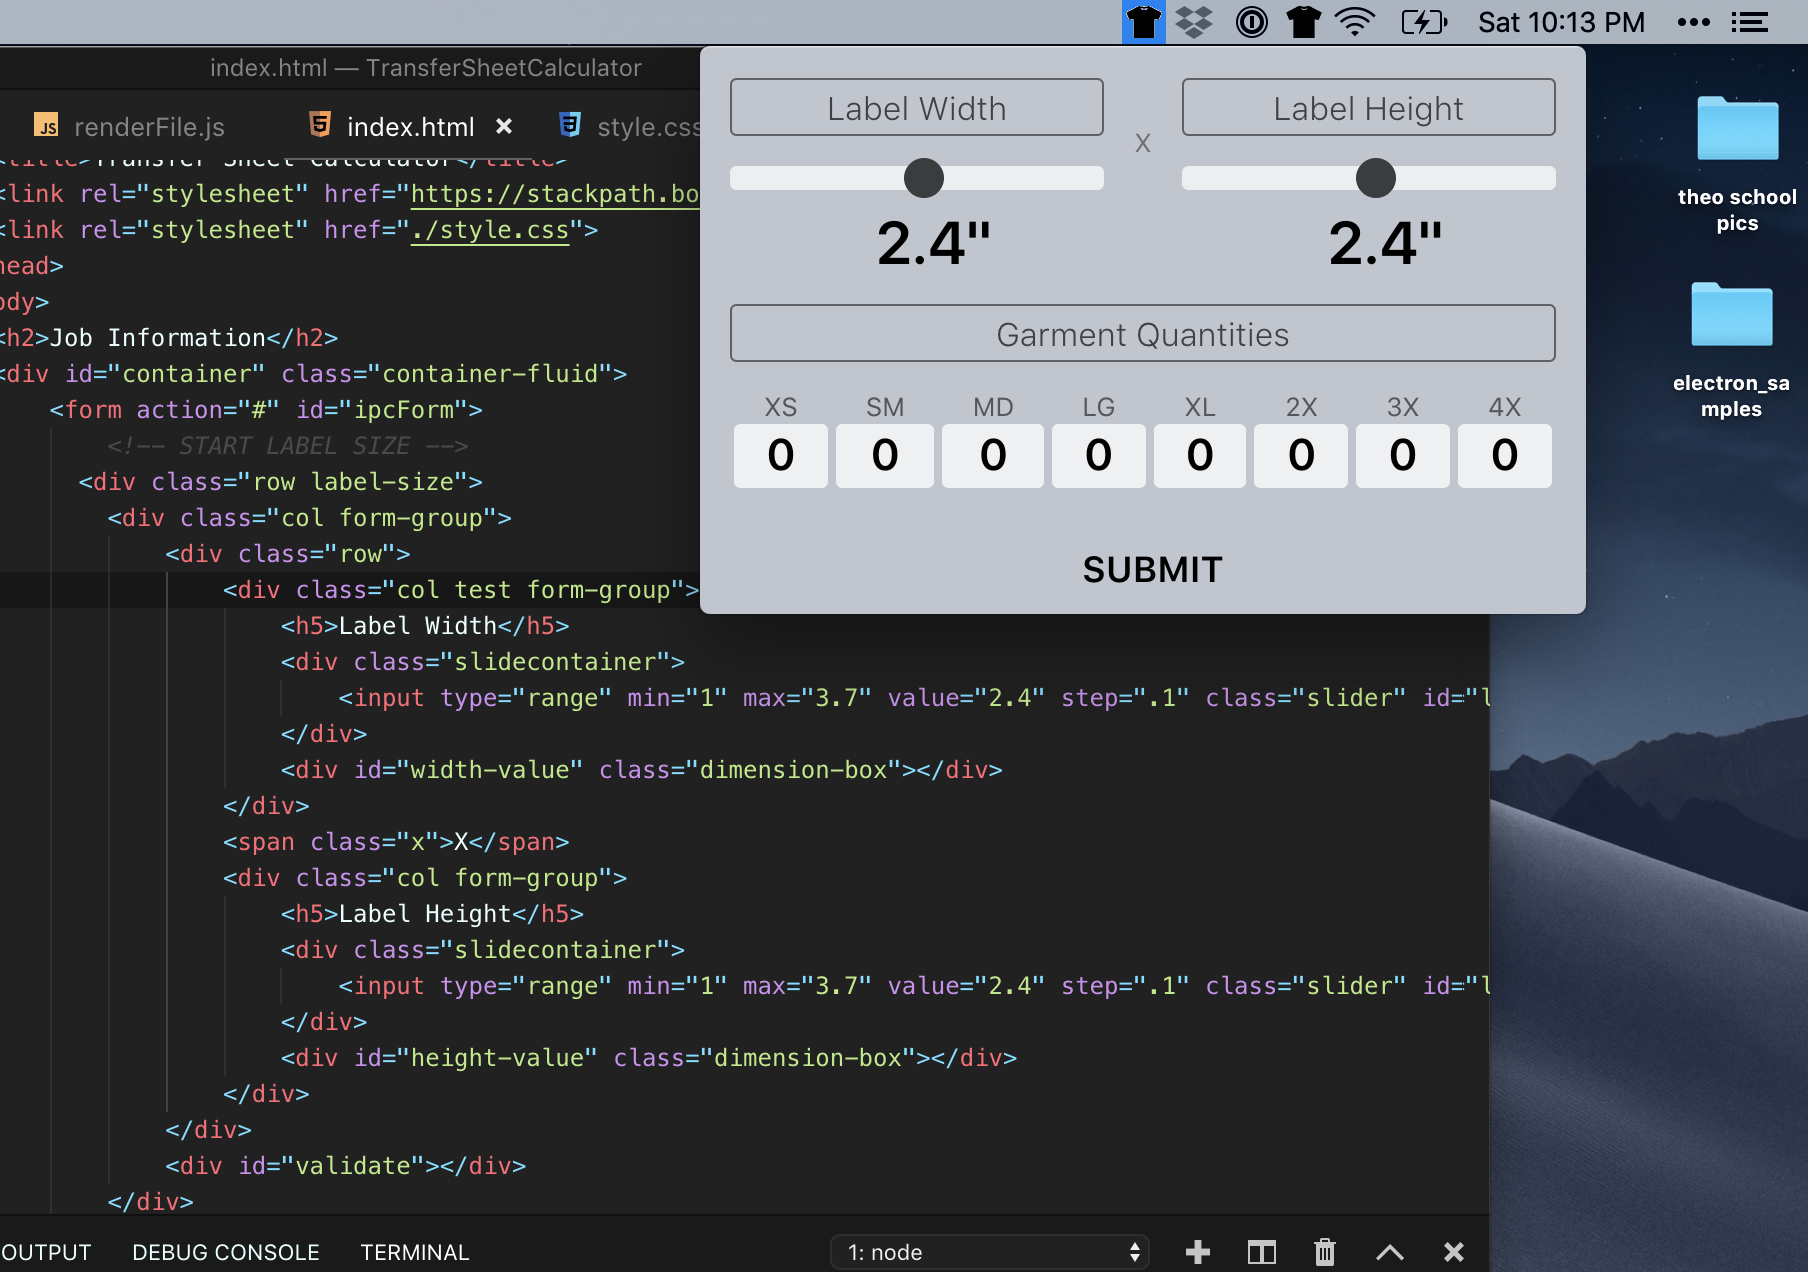 Sat 10:13 PM
index.html — TransferSheetCalculator
renderFile.js
index.html
style.css
<title>Transfer Sheet Calculator</title>
<link rel="stylesheet" href="https://stackpath.bo
<link rel="stylesheet" href="./style.css">
head>
ody>
<h2>Job Information</h2>
<div id="container" class="container-fluid">
<form action="#" id="ipcForm">
<!-- START LABEL SIZE -->
<div class="row label-size">
<div class="col form-group">
<div class="row">
<div class="col test form-group">
<h5>Label Width</h5>
<div class="slidecontainer">
<input type="range" min="1" max="3.7" value="2.4" step=".1" class="slider" id="l
</div>
<div id="width-value" class="dimension-box"></div>
</div>
<span class="x">X</span>
<div class="col form-group">
<h5>Label Height</h5>
<div class="slidecontainer">
<input type="range" min="1" max="3.7" value="2.4" step=".1" class="slider" id="l
</div>
<div id="height-value" class="dimension-box"></div>
</div>
</div>
<div id="validate"></div>
</div>
OUTPUT DEBUG CONSOLE TERMINAL
1: node
Label Width
X
Label Height
2.4"
2.4"
Garment Quantities
XS SM MD LG XL 2X 3X 4X
0 0 0 0 0 0 0 0
SUBMIT
theo school
pics
electron_sa
mples